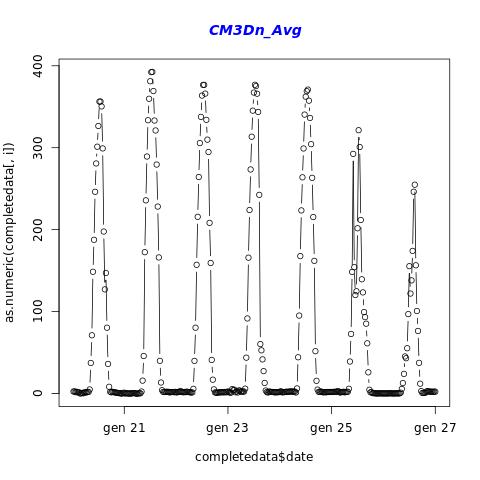 CM3Dn_Avg
as.numeric(completedata[, i])
400
300
200
100
0
gen 21
gen 23
gen 25
gen 27
completedata$date